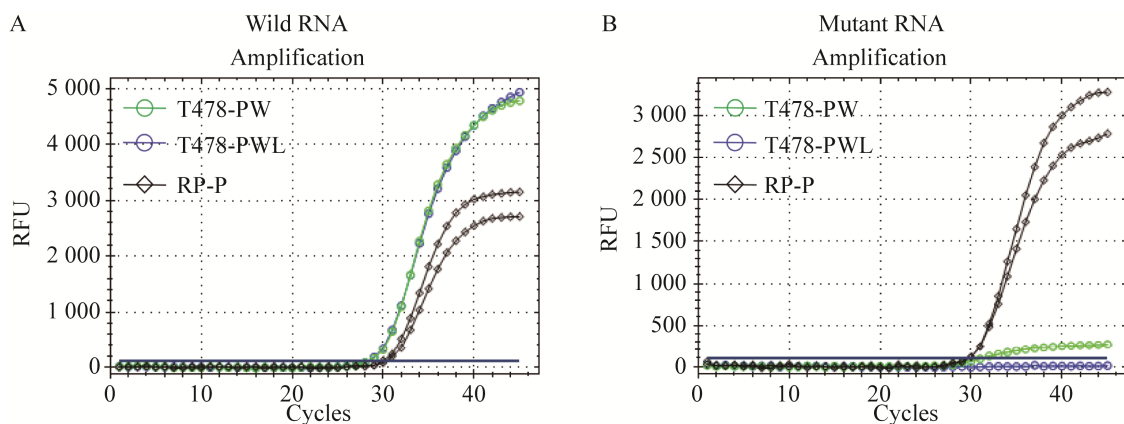 A
Wild RNA
Amplification
5 000
4 000
3 000
2 000
1 000
0
RFU
T478-PW
T478-PWL
RP-P
0
10
20
30
40
Cycles
B
Mutant RNA
Amplification
3 000
2 500
2 000
1 500
1 000
500
0
RFU
T478-PW
T478-PWL
RP-P
0
10
20
30
40
Cycles